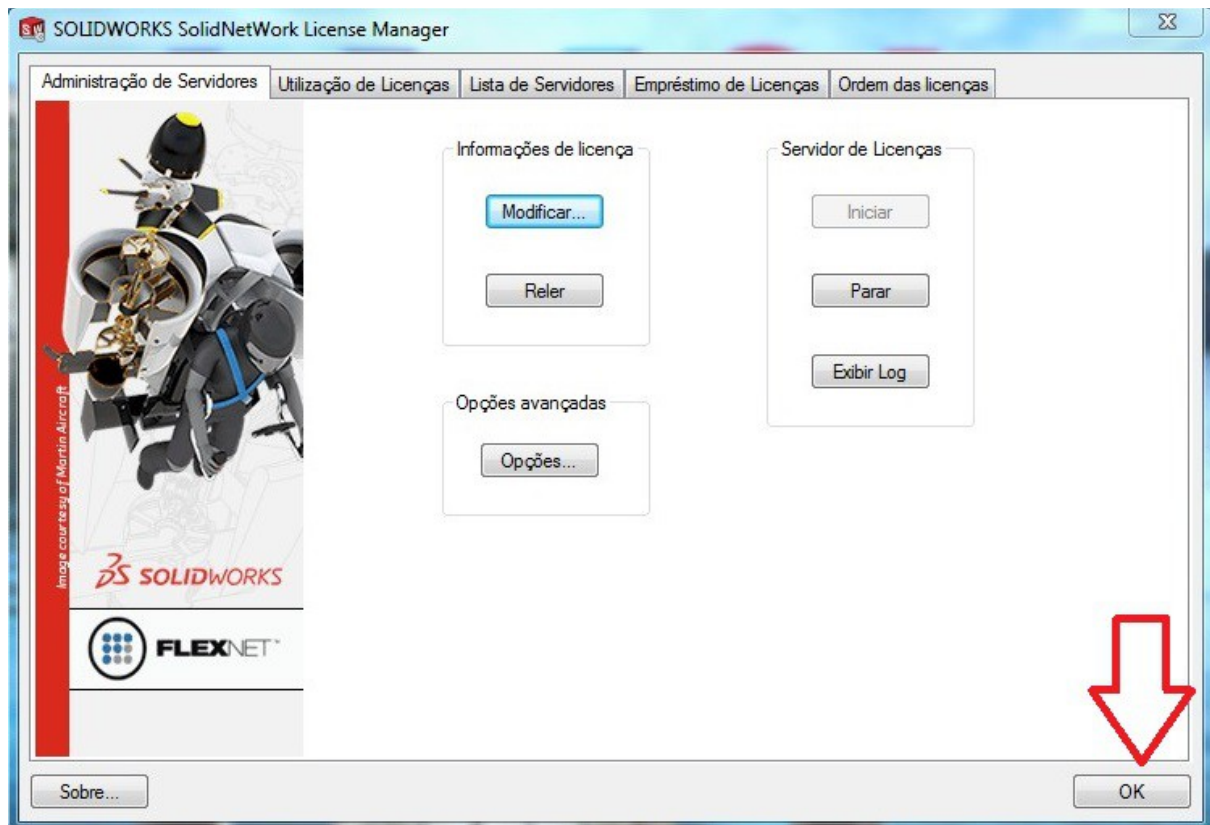 SOLIDWORKS SolidNetWork License Manager
Administração de Servidores
Utilização de Licenças
Lista de Servidores
Empréstimo de Licenças
Ordem das licenças
Informações de licença
Modificar...
Reler
Opções avançadas
Opções...
Servidor de Licenças
Iniciar
Parar
Exibir Log
Image courtesy of Martin Aircraft
3S SOLIDWORKS
FLEXNET™
Sobre...
OK